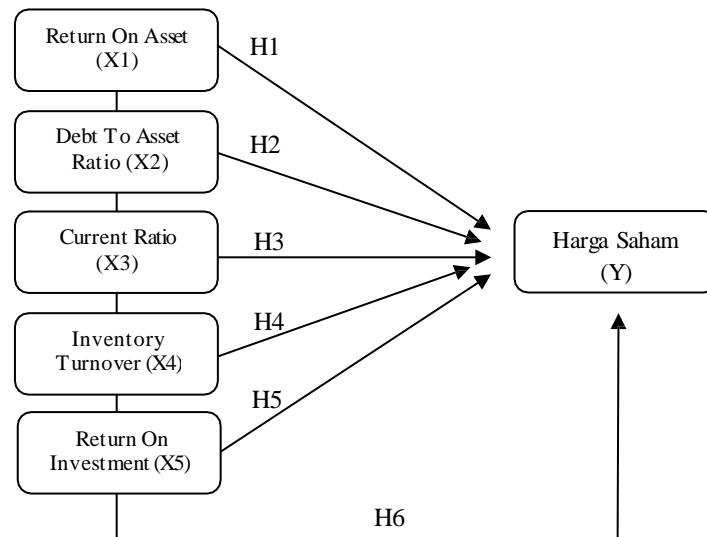 Return On Asset
(X1)
H1
Debt To Asset
Ratio (X2)
H2
Current Ratio
(X3)
H3
Harga Saham
(Y)
Inventory
Turnover (X4)
H4
Return On
Investment (X5)
H5
H6